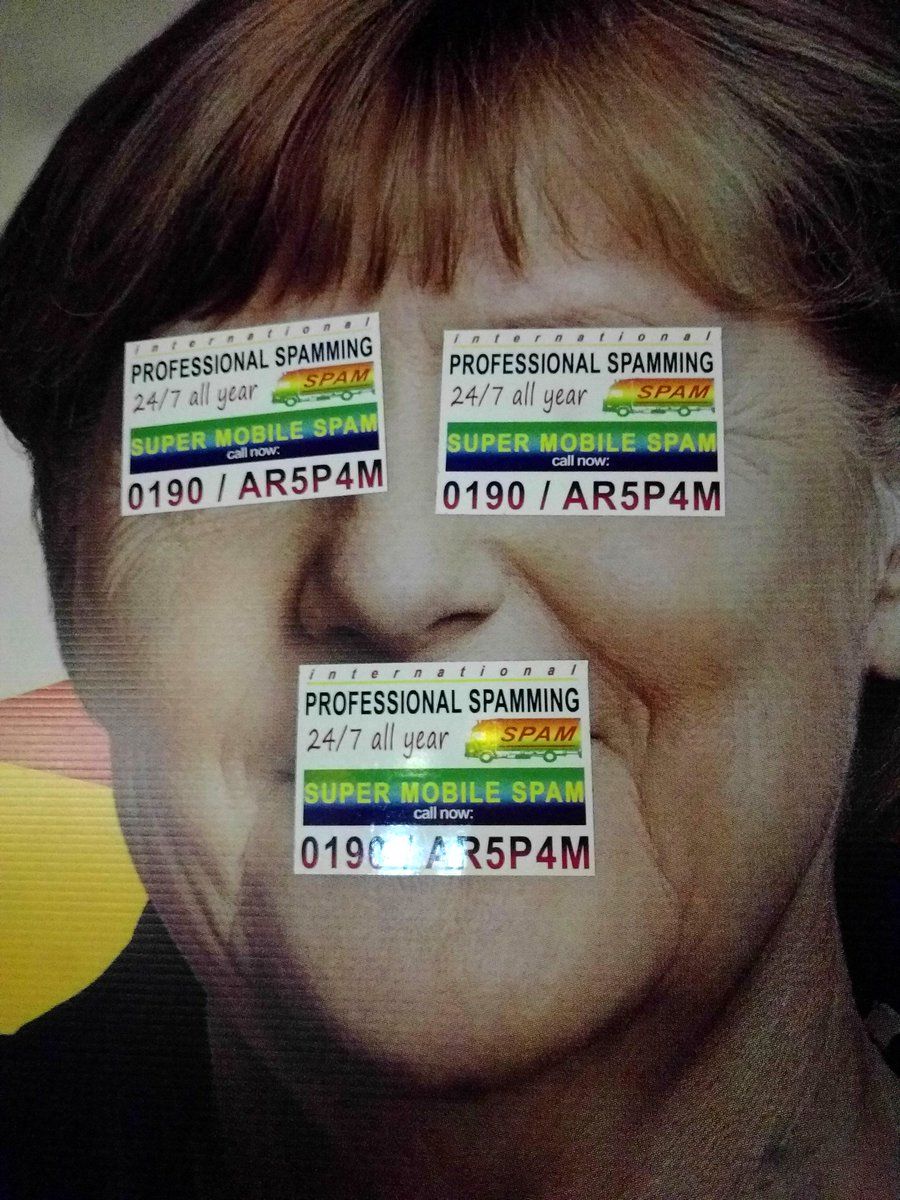 international
PROFESSIONAL SPAMMING
24/7 all year
SPAM
SUPER MOBILE SPAM
call now:
0190 / AR5P4M
international
PROFESSIONAL SPAMMING
24/7 all year
SPAM
SUPER MOBILE SPAM
call now:
0190 / AR5P4M
international
PROFESSIONAL SPAMMING
24/7 all year
SPAM
SUPER MOBILE SPAM
call now:
0190 / AR5P4M